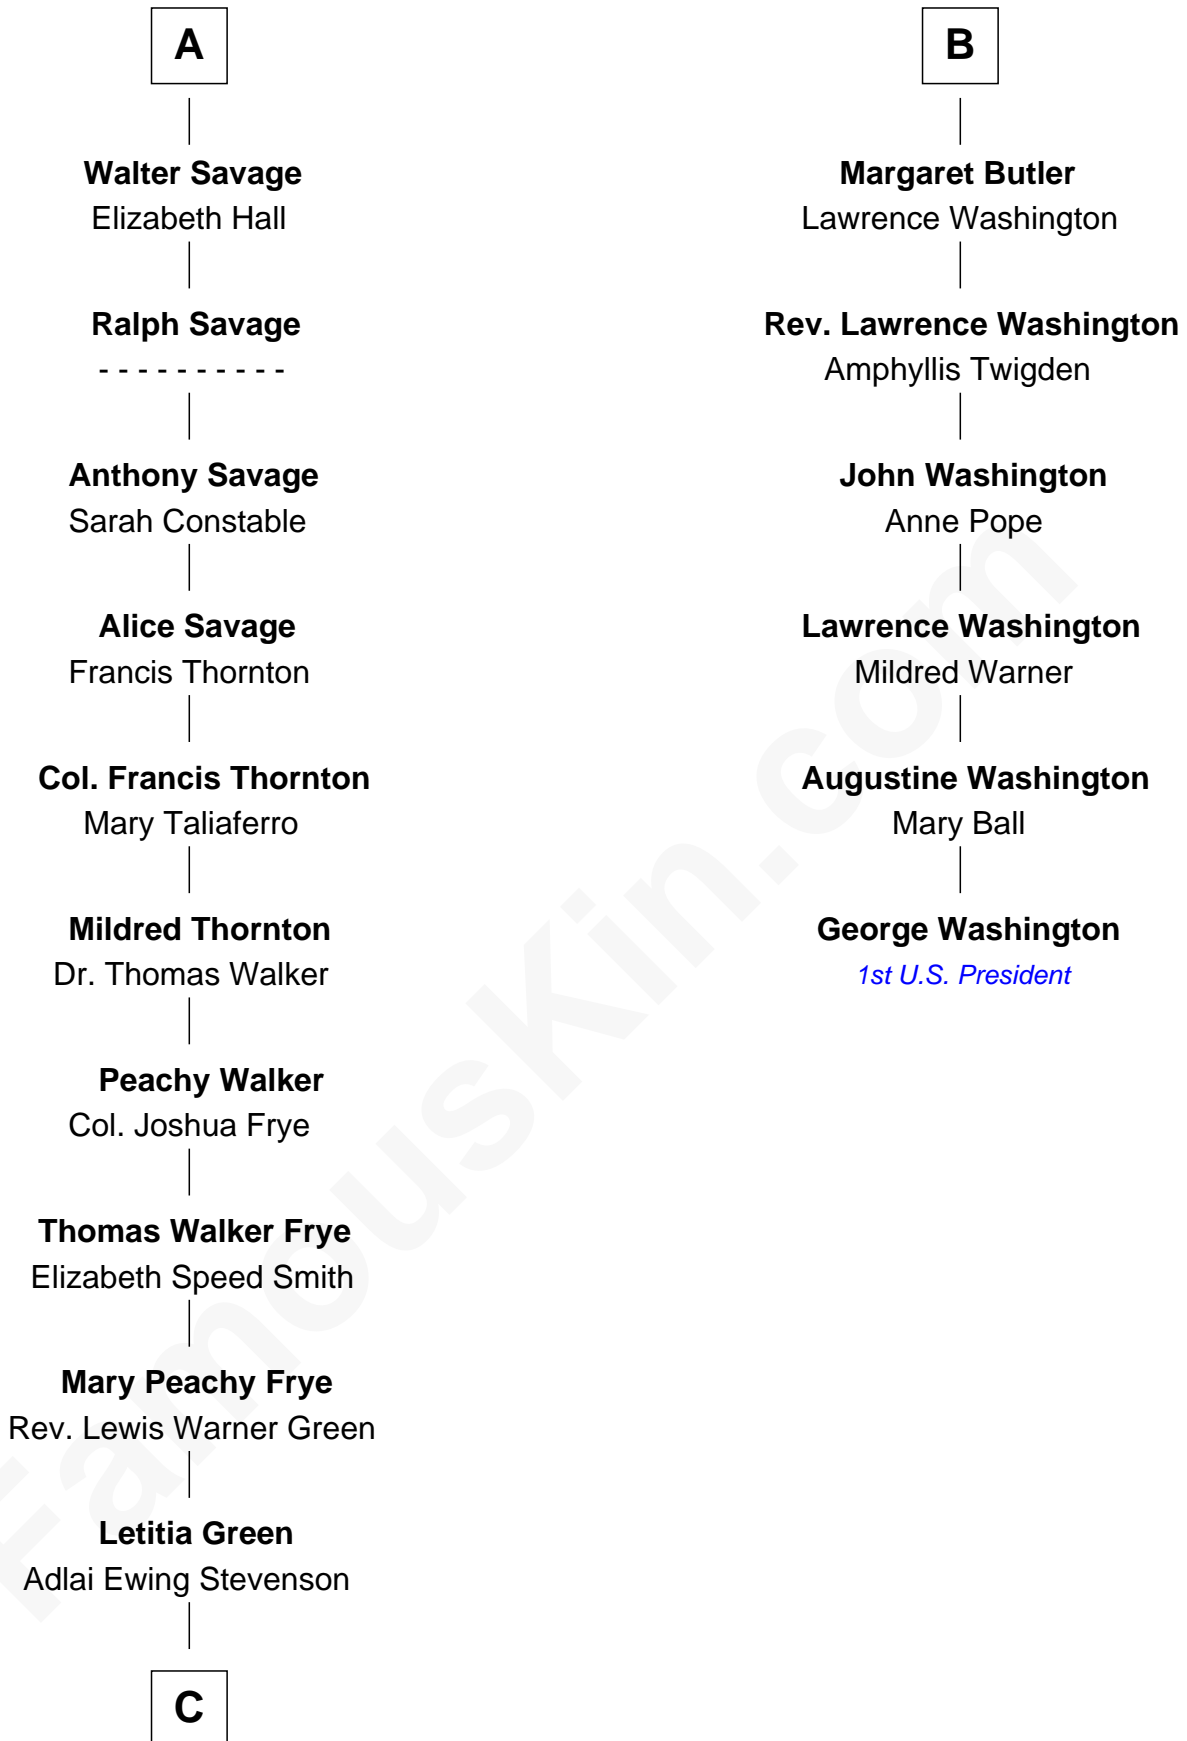 A
Walter Savage
Elizabeth Hall
Ralph Savage
- - - - - - - - - -
Anthony Savage
Sarah Constable
Alice Savage
Francis Thornton
Col. Francis Thornton
Mary Taliaferro
Mildred Thornton
Dr. Thomas Walker
Peachy Walker
Col. Joshua Frye
Thomas Walker Frye
Elizabeth Speed Smith
Mary Peachy Frye
Rev. Lewis Warner Green
Letitia Green
Adlai Ewing Stevenson
C
B
Margaret Butler
Lawrence Washington
Rev. Lawrence Washington
Amphyllis Twigden
John Washington
Anne Pope
Lawrence Washington
Mildred Warner
Augustine Washington
Mary Ball
George Washington
1st U.S. President
FamousKin.com